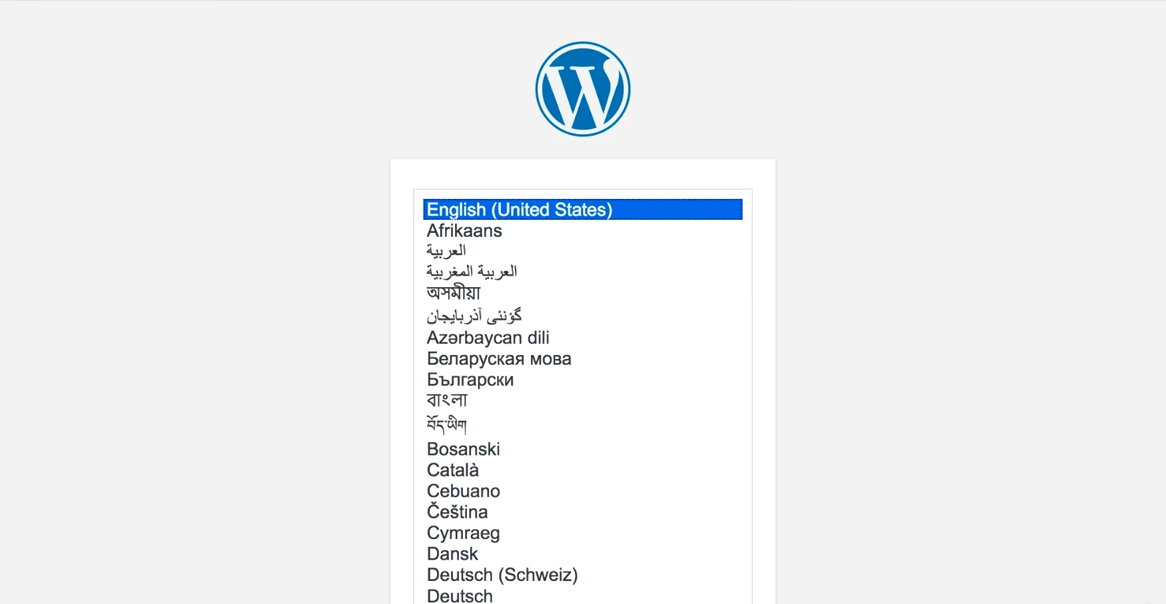 English (United States)
Afrikaans
العربية
العربية المغربية
অসমীয়া
گؤنئی آذربایجان
Azərbaycan dili
Беларуская мова
Български
বাংলা
བོད་ཡིག
Bosanski
Català
Cebuano
Čeština
Cymraeg
Dansk
Deutsch (Schweiz)
Deutsch